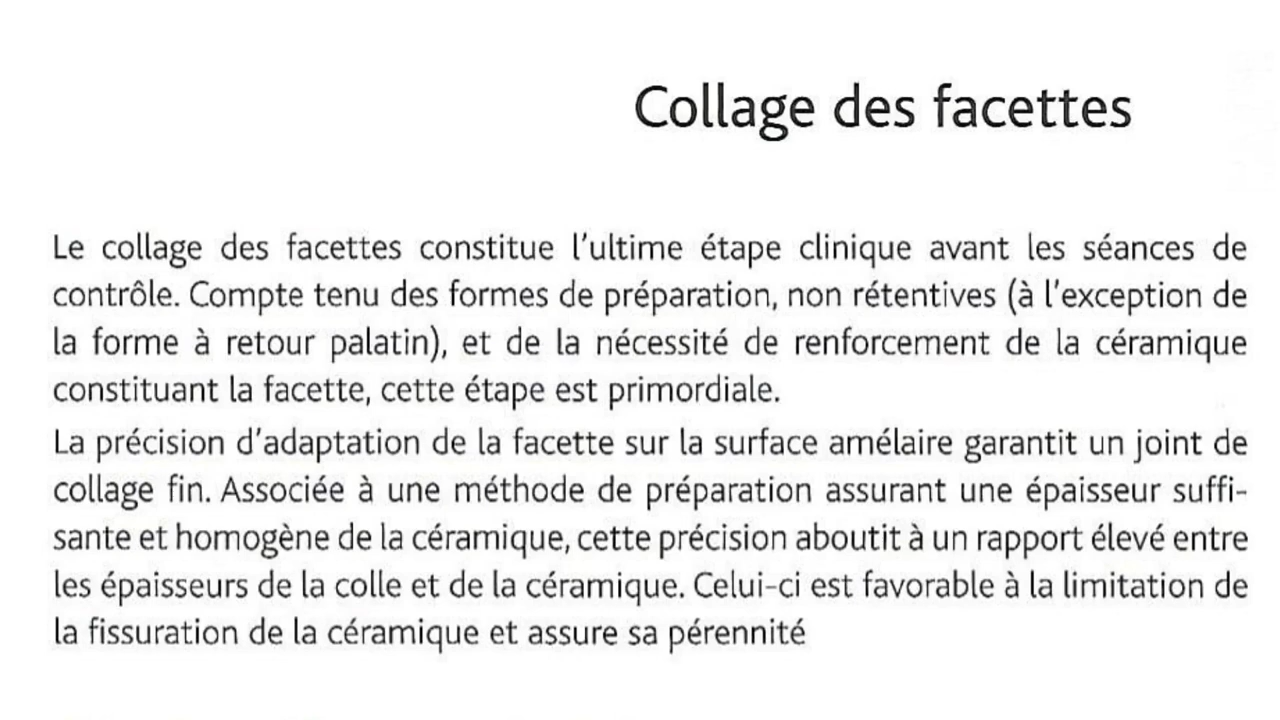 Collage des facettes
Le collage des facettes constitue l'ultime étape clinique avant les séances de
contrôle. Compte tenu des formes de préparation, non rétentives (à l'exception de
la forme à retour palatin), et de la nécessité de renforcement de la céramique
constituant la facette, cette étape est primordiale.
La précision d'adaptation de la facette sur la surface amélaire garantit un joint de
collage fin. Associée à une méthode de préparation assurant une épaisseur suffi-
sante et homogène de la céramique, cette précision aboutit à un rapport élevé entre
les épaisseurs de la colle et de la céramique. Celui-ci est favorable à la limitation de
la fissuration de la céramique et assure sa pérennité